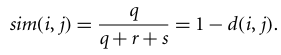 sim(i, j) = q / (q + r + s) = 1 − d(i, j).